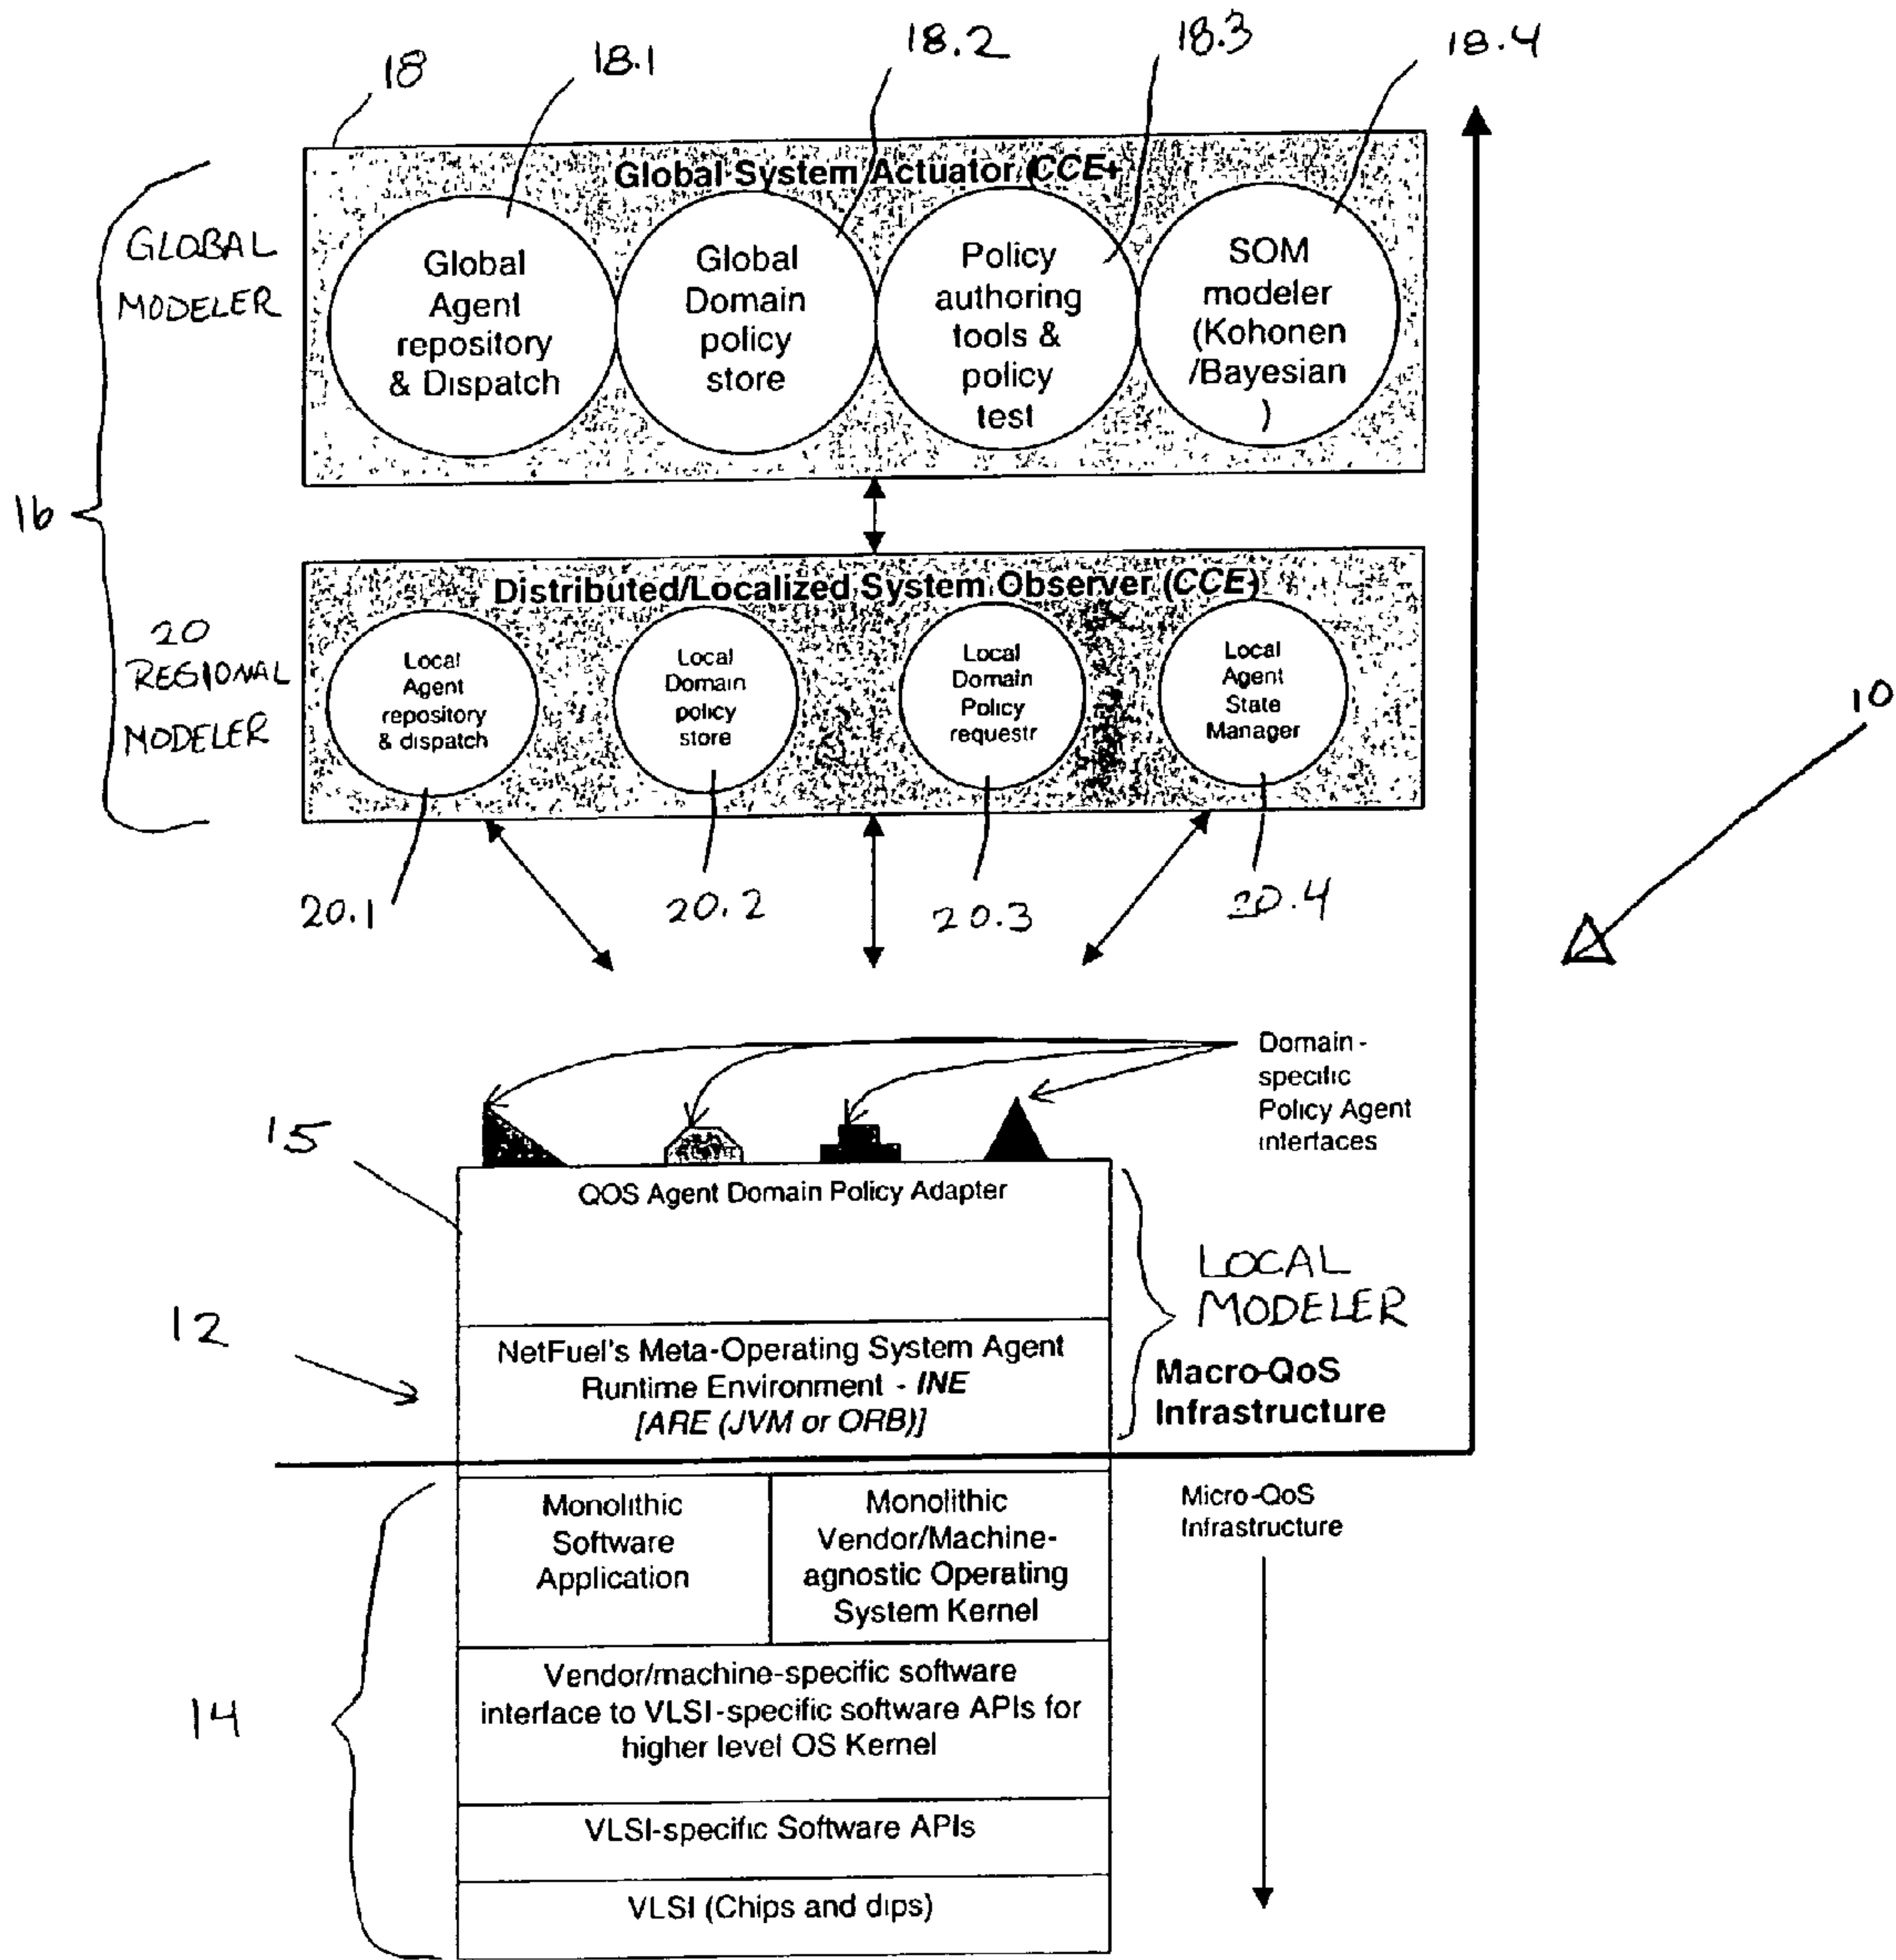 18
18.1
18.2
18.3
18.4
Global System Actuator (CCE+
GLOBAL
MODELER
Global
Agent
repository
& Dispatch
Global
Domain
policy
store
Policy
authoring
tools &
policy
test
SOM
modeler
(Kohonen
/Bayesian
)
16
Distributed/Localized System Observer (CCE-)
20
REGIONAL
MODELER
Local
Agent
repository
& dispatch
Local
Domain
policy
store
Local
Domain
Policy
requestr
Local
Agent
State
Manager
10
20.1
20.2
20.3
20.4
Domain-
specific
Policy Agent
interfaces
15
QOS Agent Domain Policy Adapter
LOCAL
MODELER
12
NetFuel's Meta-Operating System Agent
Runtime Environment - INE
[ARE (JVM or ORB)]
Macro-QoS
Infrastructure
Monolithic
Software
Application
Monolithic
Vendor/Machine-
agnostic Operating
System Kernel
Micro-QoS
Infrastructure
14
Vendor/machine-specific software
interface to VLSI-specific software APIs for
higher level OS Kernel
VLSI-specific Software APIs
VLSI (Chips and dips)